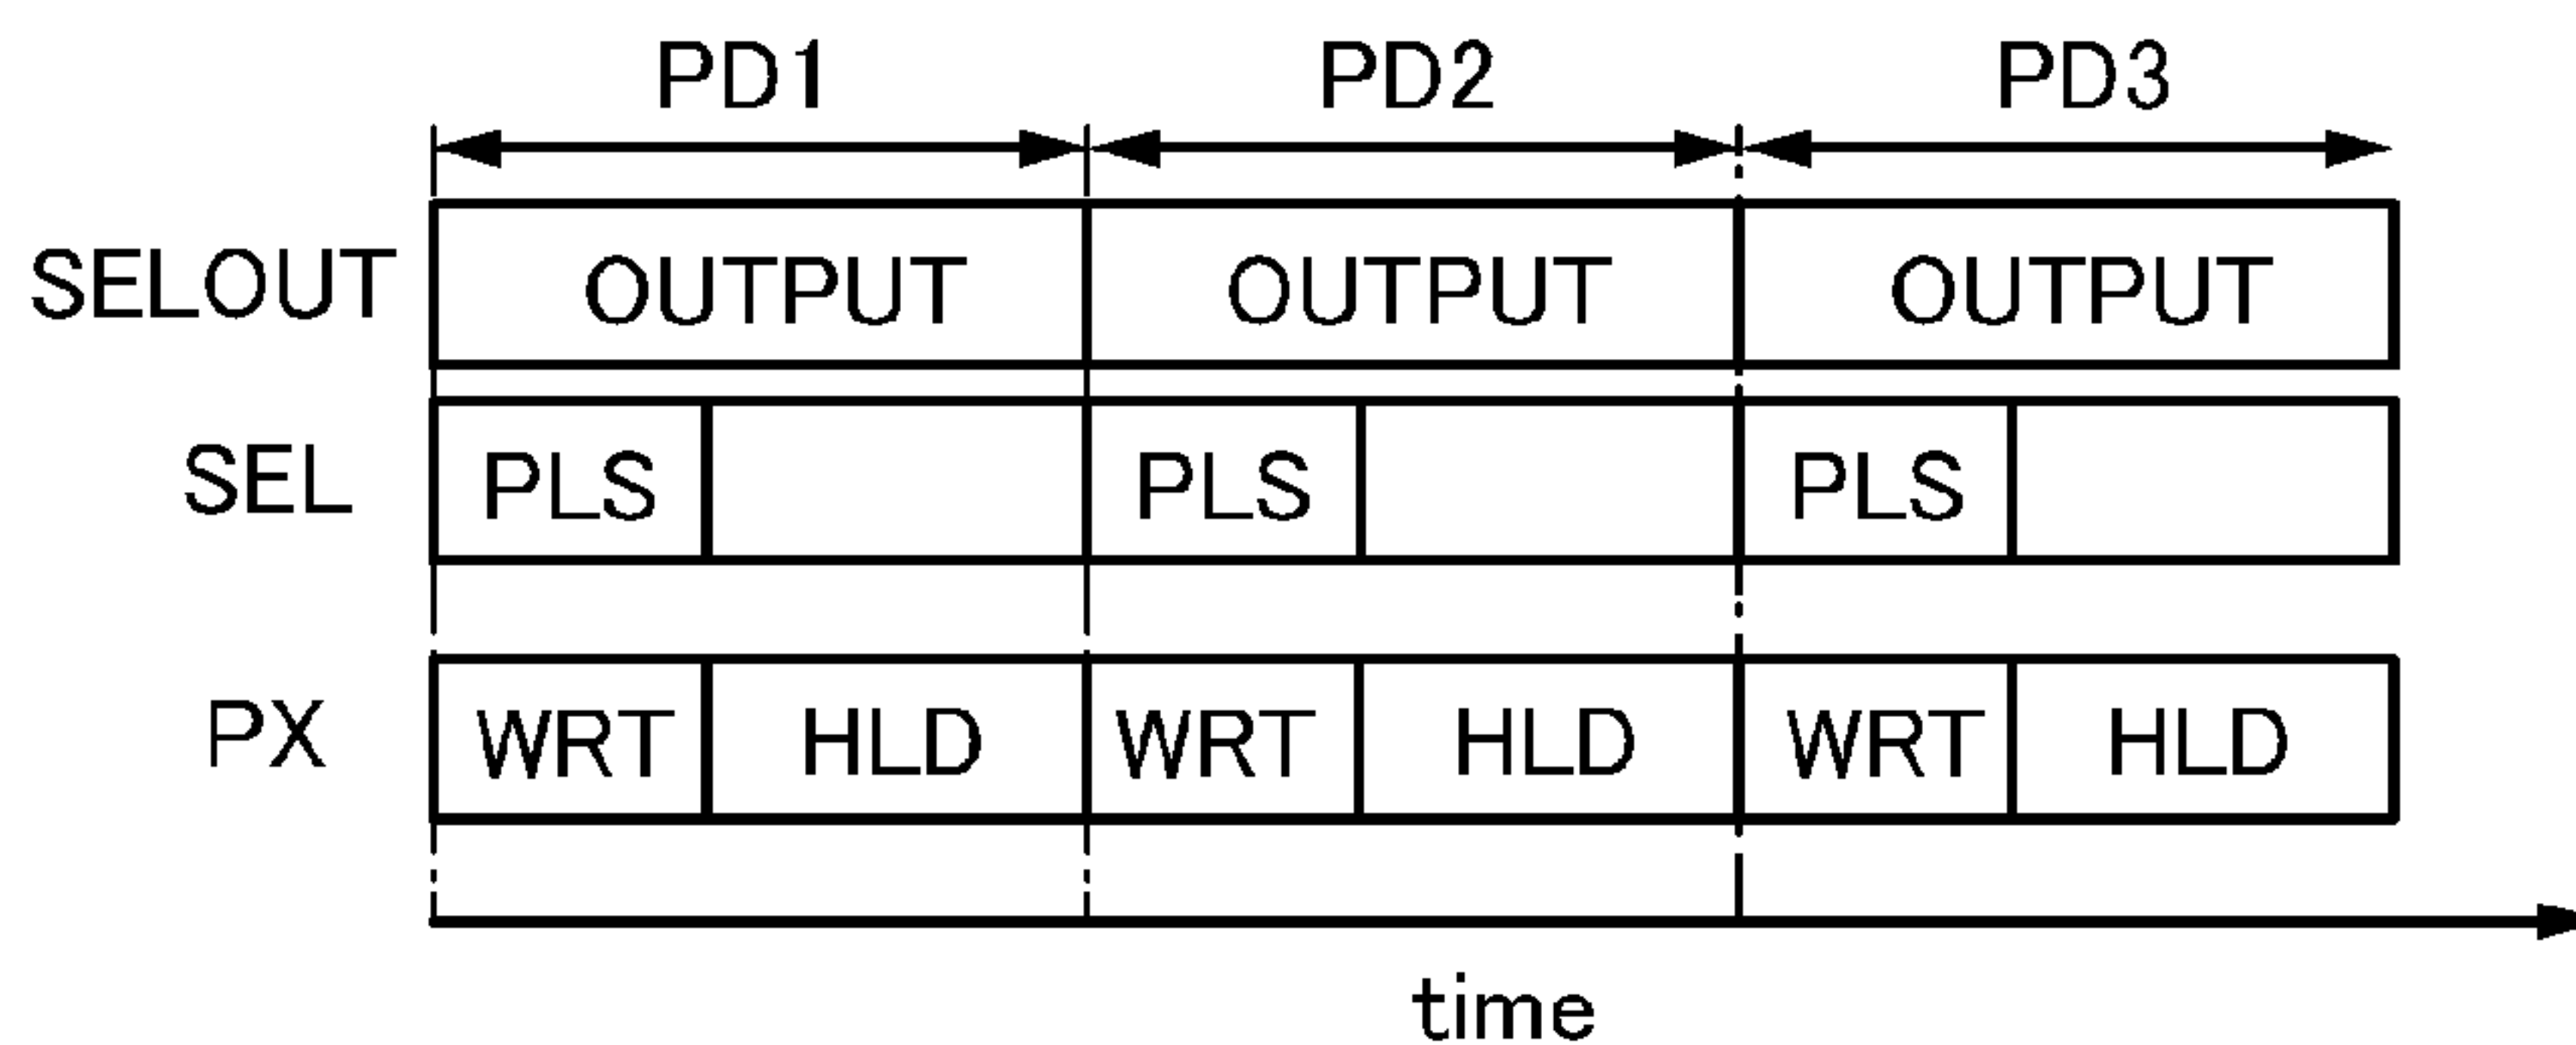 PD1 PD2 PD3
SELOUT OUTPUT OUTPUT OUTPUT
SEL PLS PLS PLS
PX WRT HLD WRT HLD WRT HLD
time